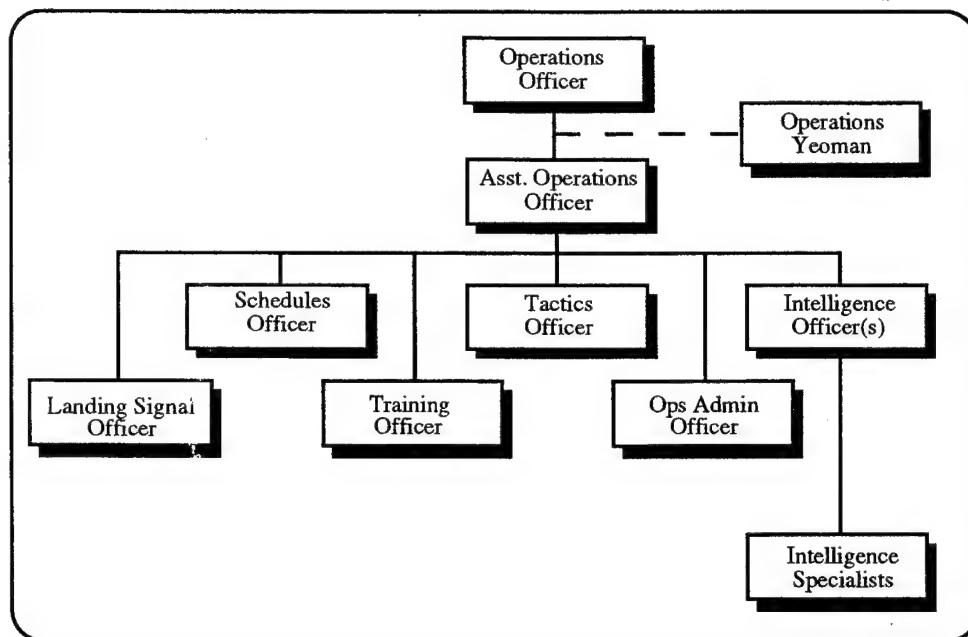 Operations
Officer
Operations
Yeoman
Asst. Operations
Officer
Schedules
Officer
Tactics
Officer
Intelligence
Officer(s)
Landing Signal
Officer
Training
Officer
Ops Admin
Officer
Intelligence
Specialists